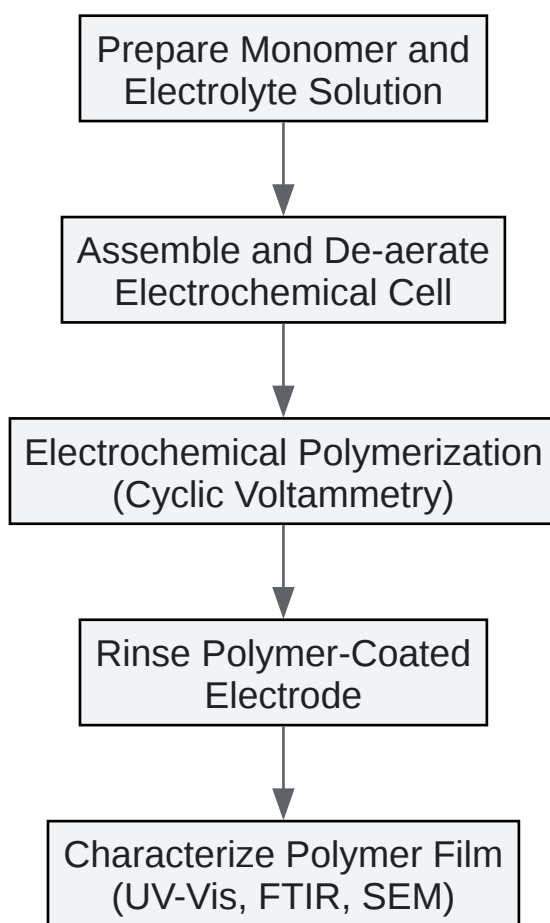 Prepare Monomer and
Electrolyte Solution
Assemble and De-aerate
Electrochemical Cell
Electrochemical Polymerization
(Cyclic Voltammetry)
Rinse Polymer-Coated
Electrode
Characterize Polymer Film
(UV-Vis, FTIR, SEM)